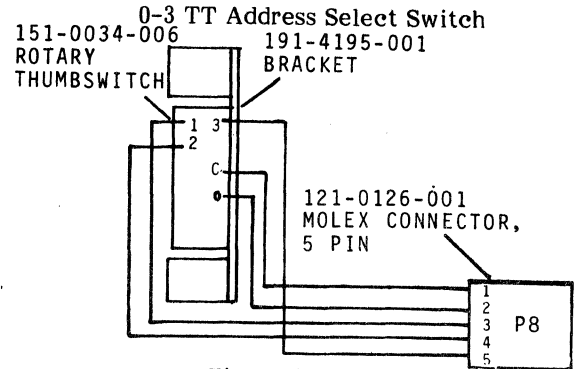 0-3 TT Address Select Switch
151-0034-006
ROTARY
THUMBSWITCH
191-4195-001
BRACKET
1 3
2
C
0
121-0126-001
MOLEX CONNECTOR,
5 PIN
1
2
3
4
5
P8